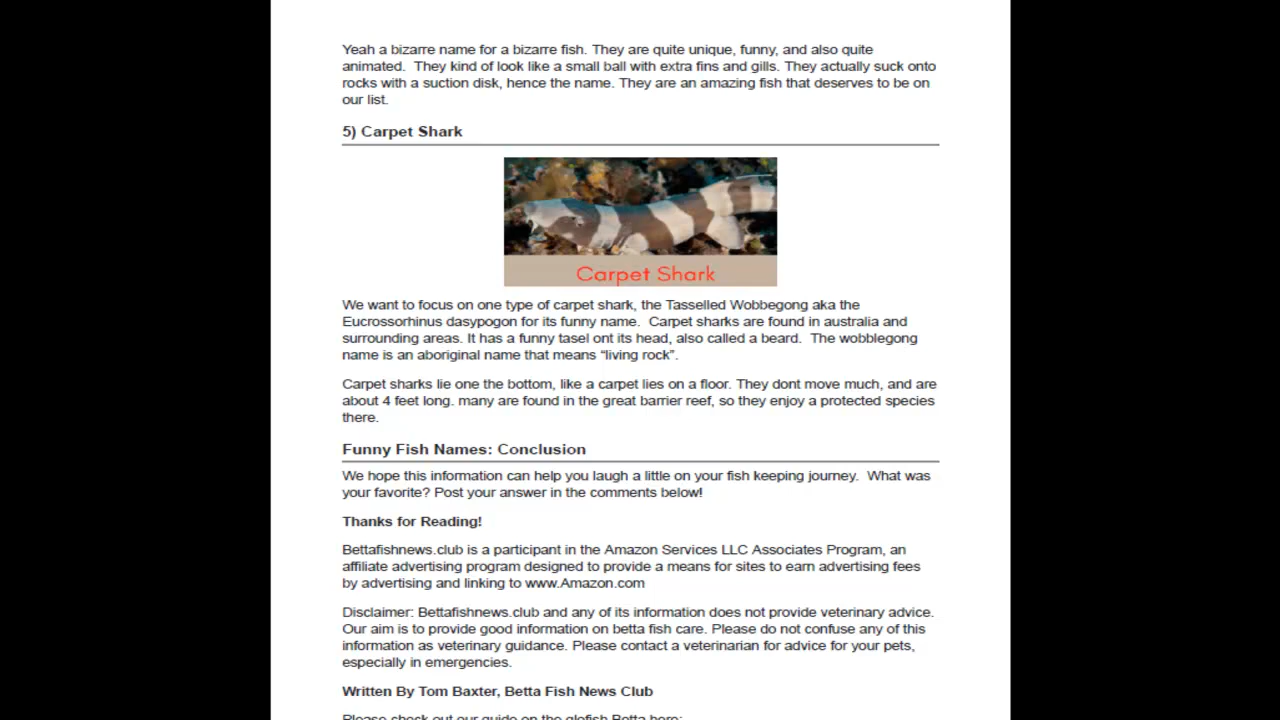 Yeah a bizarre name for a bizarre fish. They are quite unique, funny, and also quite
animated.  They kind of look like a small ball with extra fins and gills. They actually suck onto
rocks with a suction disk, hence the name. They are an amazing fish that deserves to be on
our list.
5) Carpet Shark
Carpet Shark
We want to focus on one type of carpet shark, the Tasselled Wobbegong aka the
Eucrossorhinus dasypogon for its funny name.  Carpet sharks are found in australia and
surrounding areas. It has a funny tasel ont its head, also called a beard.  The wobblegong
name is an aboriginal name that means “living rock”.
Carpet sharks lie one the bottom, like a carpet lies on a floor. They dont move much, and are
about 4 feet long. many are found in the great barrier reef, so they enjoy a protected species
there.
Funny Fish Names: Conclusion
We hope this information can help you laugh a little on your fish keeping journey.  What was
your favorite? Post your answer in the comments below!
Thanks for Reading!
Bettafishnews.club is a participant in the Amazon Services LLC Associates Program, an
affiliate advertising program designed to provide a means for sites to earn advertising fees
by advertising and linking to www.Amazon.com
Disclaimer: Bettafishnews.club and any of its information does not provide veterinary advice.
Our aim is to provide good information on betta fish care. Please do not confuse any of this
information as veterinary guidance. Please contact a veterinarian for advice for your pets,
especially in emergencies.
Written By Tom Baxter, Betta Fish News Club
Please check out our guide on the glofish Betta here: